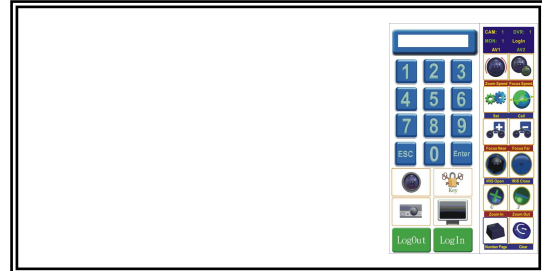 CAM: 1 DVR: 1
MON: 1 LogIn
AV1 AV2
1 2 3
Zoom Speed Focus Speed
4 5 6
Set Call
7 8 9
Focus Near Focus Far
ESC 0 Enter
IRIS Open IRIS Close
Key
Zoom In Zoom Out
LogOut LogIn
Number Page Clear